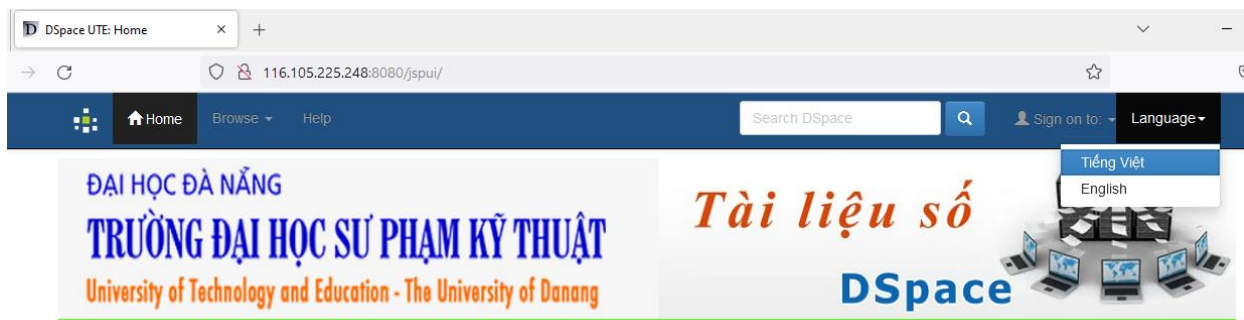 DSpace UTE: Home × +
116.105.225.248:8080/jspui/
Home Browse Help Search DSpace Sign on to: Language
Tiếng Việt
English
ĐẠI HỌC ĐÀ NẴNG
TRƯỜNG ĐẠI HỌC SƯ PHẠM KỸ THUẬT
University of Technology and Education - The University of Danang
Tài liệu số
DSpace